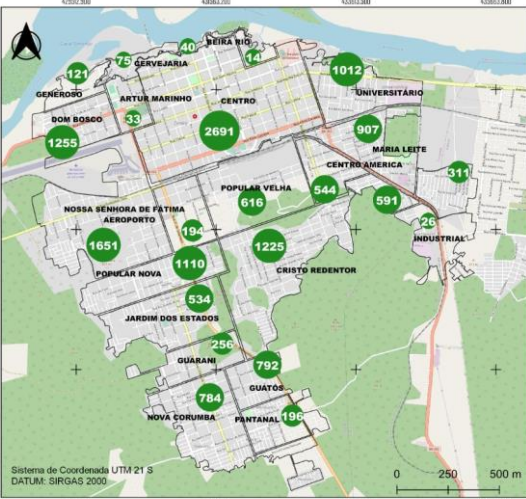 40
BEIRA RIO
75
14
CERVEJARIA
121
1012
GENEROSO
ARTUR MARINHO
CENTRO
UNIVERSITÁRIO
DOM BOSCO
33
1255
2691
907
MARIA LEITE
CENTRO AMERICA
311
POPULAR VELHA
544
616
591
NOSSA SENHORA DE FÁTIMA
AEROPORTO
194
26
INDUSTRIAL
1651
1225
1110
POPULAR NOVA
CRISTO REDENTOR
534
JARDIM DOS ESTADOS
256
GUARANI
792
GUATÓS
784
NOVA CORUMBA
PANTANAL
196
Sistema de Coordenada UTM 21 S
DATUM: SIRGAS 2000
0 250 500 m